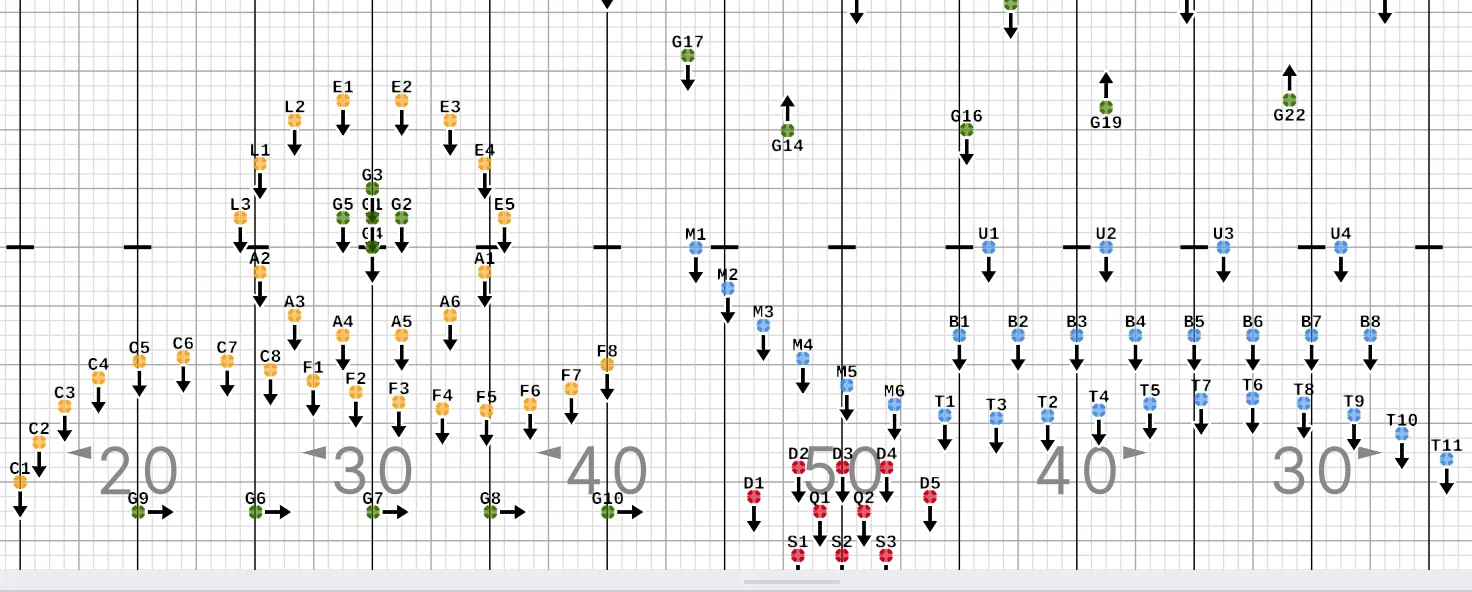 G17
E1 E2
L2 E3
G16
G19
G22
G14
L1 E4
G3
L3 G5 G1 G2 E5
G4 M1 U1 U2 U3 U4
A2 A1
M2
A3 A6
M3
A4 A5 B1 B2 B3 B4 B5 B6 B7 B8
C5 C6 C7 M4
C8 F8
C4 F1 M5
F2 F7
C3 F3 F6 M6 T5 T7 T6 T8
F4 F5 T1 T3 T2 T4 T9
C2 T10
T11
20 30 40 50 40 30
D2 D3 D4
C1
D1 D5
G9 G6 G7 G8 G10 Q1 Q2
S1 S2 S3